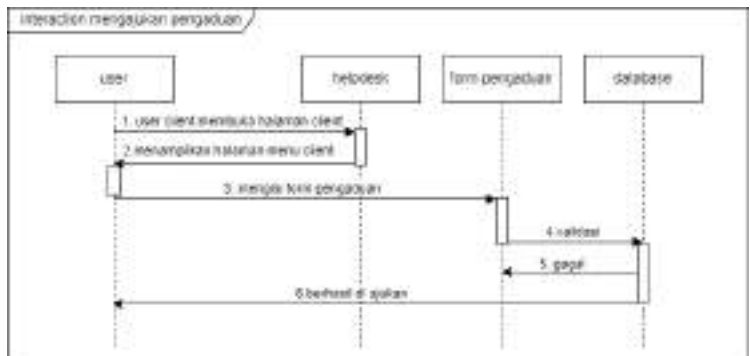 interaction mengajukan pengaduan
user
helpdesk
form pengaduan
database
1. user client membuka halaman client
2 menampilkan halaman menu client
3. mengisi form pengaduan
4 validasi
5. gagal
6.berhasil di ajukan